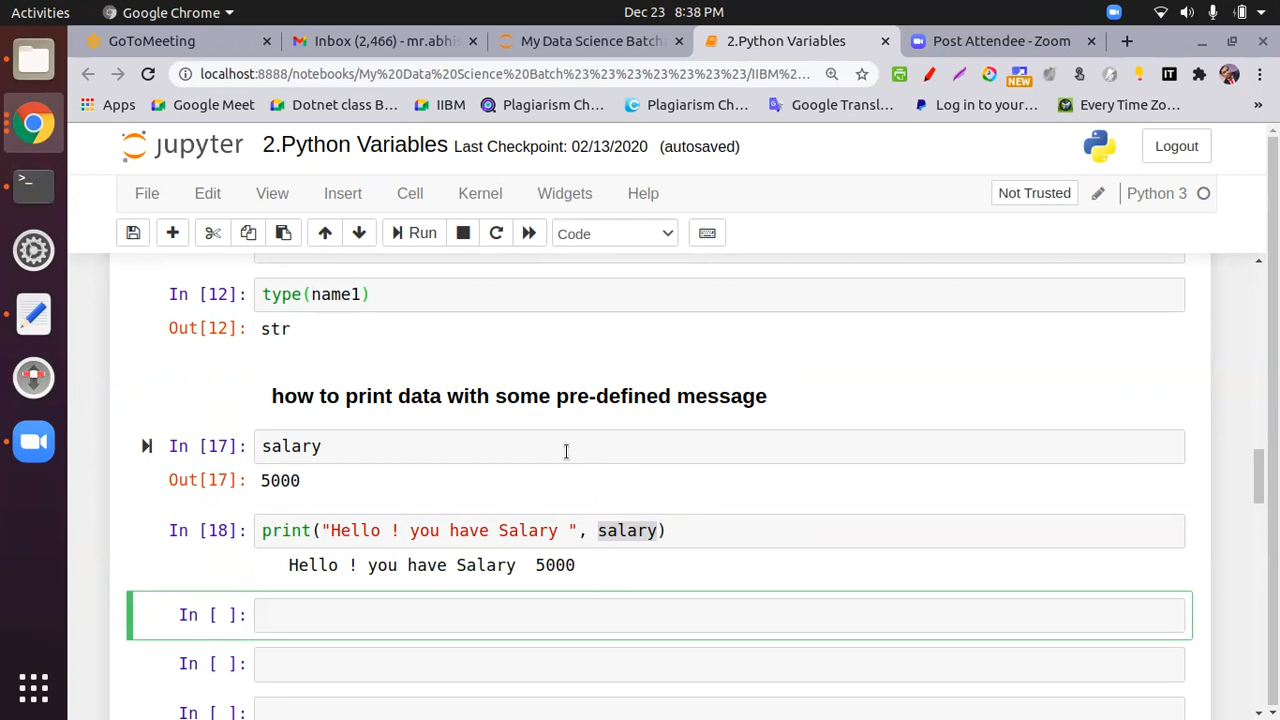 Activities Google Chrome Dec 23 8:38 PM
GoToMeeting Inbox (2,466) - mr.abhis My Data Science Batch 2.Python Variables Post Attendee - Zoom
localhost:8888/notebooks/My%20Data%20Science%20Batch%23%23%23%23%23%23%23/IIBM%2... NEW IT
Apps Google Meet Dotnet class B... IIBM Plagiarism Ch... Plagiarism Ch... Google Transl... Log in to your... Every Time Zo... »
jupyter 2.Python Variables Last Checkpoint: 02/13/2020 (autosaved) Logout
File Edit View Insert Cell Kernel Widgets Help Not Trusted Python 3
Run Code
In [12]: type(name1)
Out[12]: str
how to print data with some pre-defined message
In [17]: salary
Out[17]: 5000
In [18]: print("Hello ! you have Salary ", salary)
Hello ! you have Salary  5000
In [ ]:
In [ ]:
In [ ]: